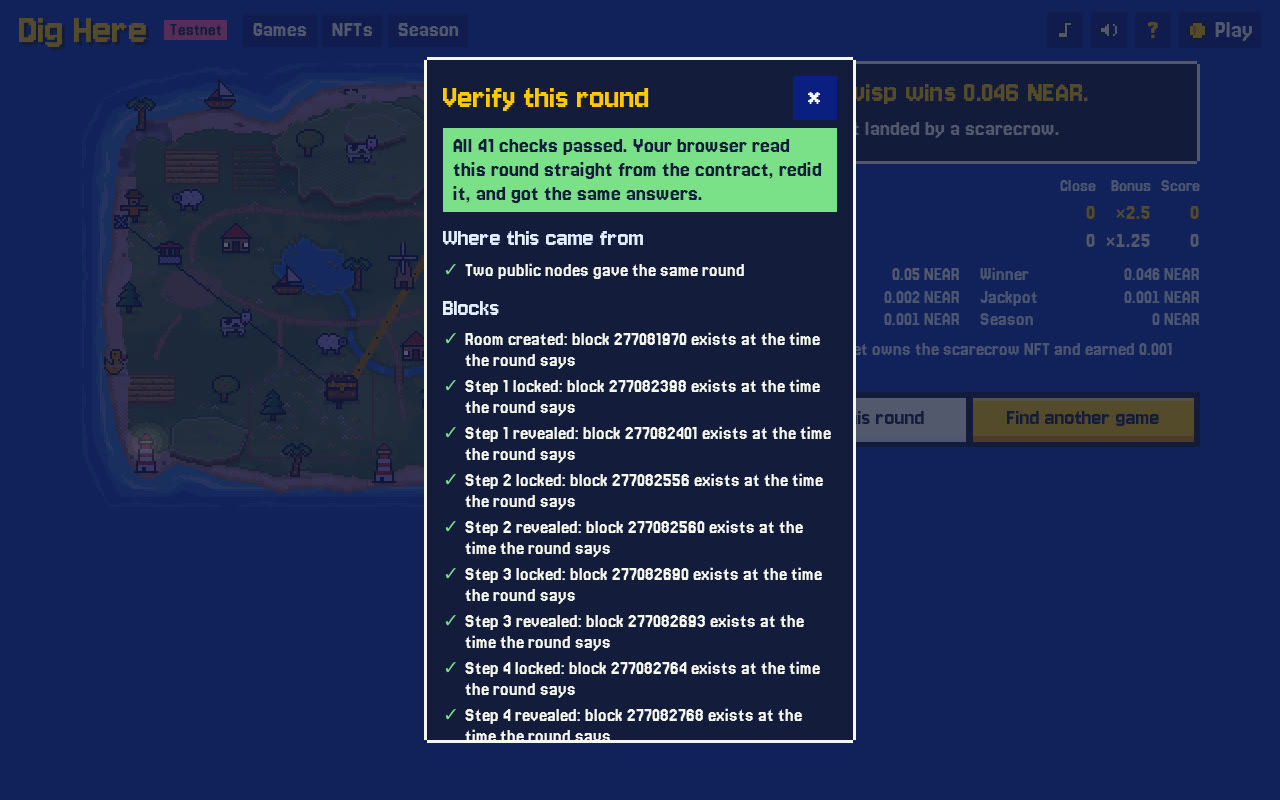 Dig Here
Testnet
Games
NFTs
Season
?
Play
Verify this round
×
All 41 checks passed. Your browser read
this round straight from the contract, redid
it, and got the same answers.
Where this came from
✓ Two public nodes gave the same round
Blocks
✓ Room created: block 277081970 exists at the time
the round says
✓ Step 1 locked: block 277082398 exists at the time
the round says
✓ Step 1 revealed: block 277082401 exists at the time
the round says
✓ Step 2 locked: block 277082556 exists at the time
the round says
✓ Step 2 revealed: block 277082560 exists at the
time the round says
✓ Step 3 locked: block 277082690 exists at the time
the round says
✓ Step 3 revealed: block 277082693 exists at the
time the round says
✓ Step 4 locked: block 277082764 exists at the time
the round says
✓ Step 4 revealed: block 277082768 exists at the
time the round says
wins 0.046 NEAR.
landed by a scarecrow.
Close Bonus Score
0 ×2.5 0
0 ×1.25 0
0.05 NEAR Winner 0.046 NEAR
0.002 NEAR Jackpot 0.001 NEAR
0.001 NEAR Season 0 NEAR
owns the scarecrow NFT and earned 0.001
round
Find another game